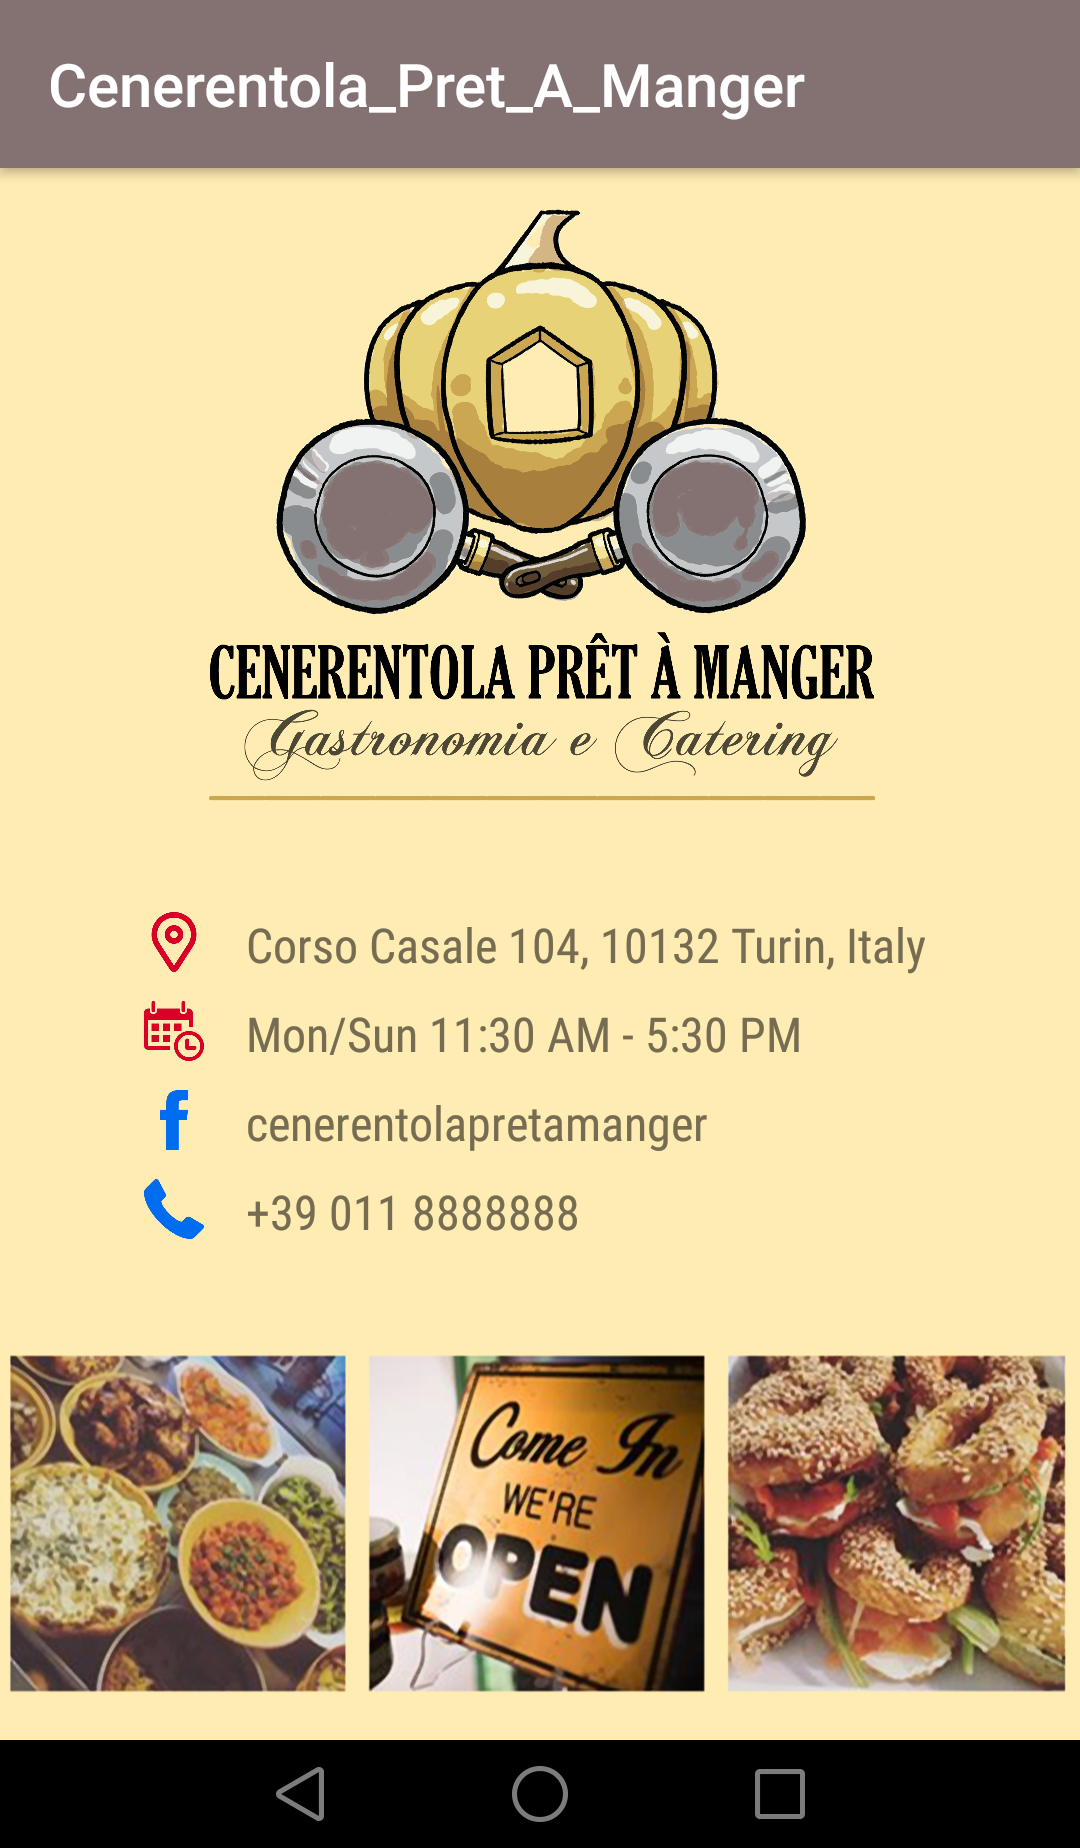 Cenerentola_Pret_A_Manger
CENERENTOLA PRÊT À MANGER
Gastronomia e Catering
Corso Casale 104, 10132 Turin, Italy
Mon/Sun 11:30 AM - 5:30 PM
cenerentolapretamanger
+39 011 8888888
Come In
WE'RE
OPEN